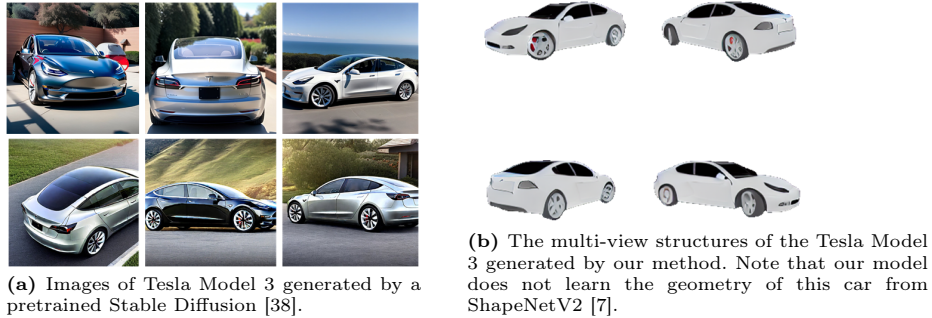 (a) Images of Tesla Model 3 generated by a
pretrained Stable Diffusion [38].
(b) The multi-view structures of the Tesla Model
3 generated by our method. Note that our model
does not learn the geometry of this car from
ShapeNetV2 [7].